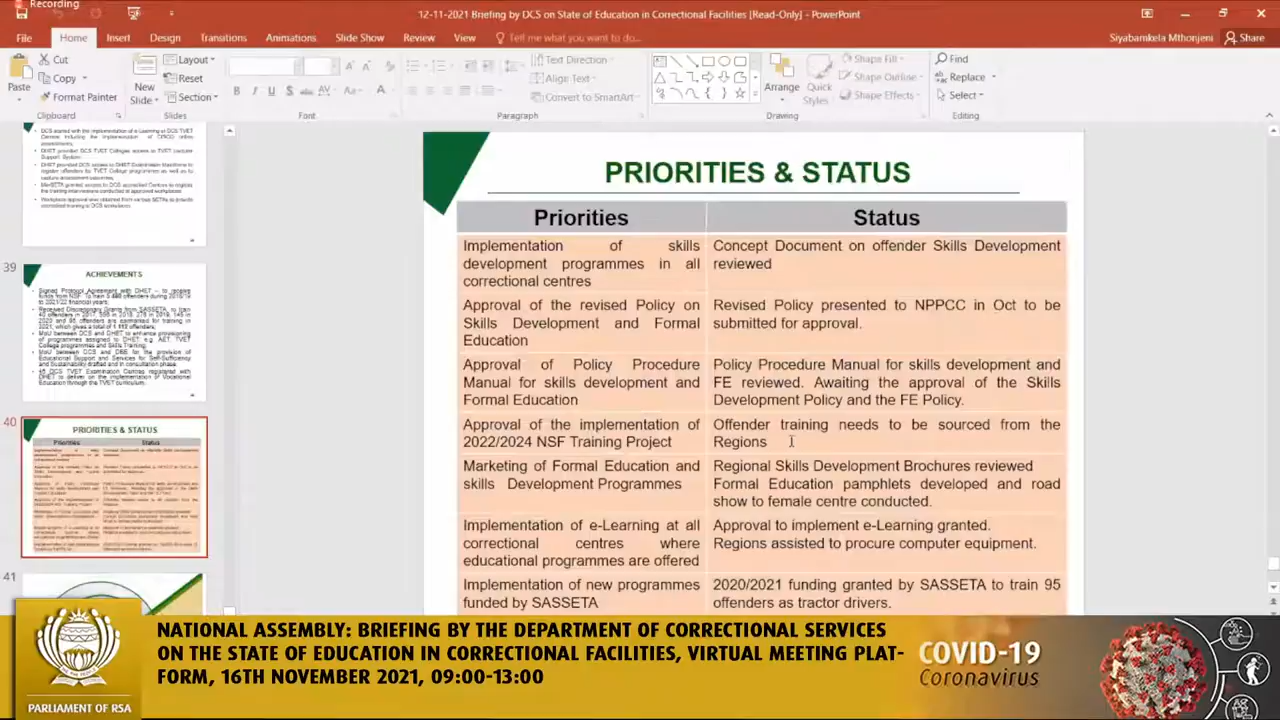 Recording
12-11-2021 Briefing by DCS on State of Education in Correctional Facilities [Read-Only] - PowerPoint
File Home Insert Design Transitions Animations Slide Show Review View Tell me what you want to do... Siyabamkela Mthonjeni Share
Paste
Cut
Copy
Format Painter
Clipboard
New
Slide
Layout
Reset
Section
Slides
Font
Text Direction
Align Text
Convert to SmartArt
Paragraph
Arrange
Quick
Styles
Shape Fill
Shape Outline
Shape Effects
Drawing
Find
Replace
Select
Editing
39
ACHIEVEMENTS
40
PRIORITIES & STATUS
Priorities Status
41
PRIORITIES & STATUS
Priorities Status
Implementation of skills
development programmes in all
correctional centres
Concept Document on offender Skills Development
reviewed
Approval of the revised Policy on
Skills Development and Formal
Education
Revised Policy presented to NPPCC in Oct to be
submitted for approval.
Approval of Policy Procedure
Manual for skills development and
Formal Education
Policy Procedure Manual for skills development and
FE reviewed. Awaiting the approval of the Skills
Development Policy and the FE Policy.
Approval of the implementation of
2022/2024 NSF Training Project
Offender training needs to be sourced from the
Regions
Marketing of Formal Education and
skills Development Programmes
Regional Skills Development Brochures reviewed
Formal Education pamphlets developed and road
show to female centre conducted.
Implementation of e-Learning at all
correctional centres where
educational programmes are offered
Approval to implement e-Learning granted.
Regions assisted to procure computer equipment.
Implementation of new programmes
funded by SASSETA
2020/2021 funding granted by SASSETA to train 95
offenders as tractor drivers.
PARLIAMENT OF RSA
NATIONAL ASSEMBLY: BRIEFING BY THE DEPARTMENT OF CORRECTIONAL SERVICES
ON THE STATE OF EDUCATION IN CORRECTIONAL FACILITIES, VIRTUAL MEETING PLAT-
FORM, 16TH NOVEMBER 2021, 09:00-13:00
COVID-19
Coronavirus